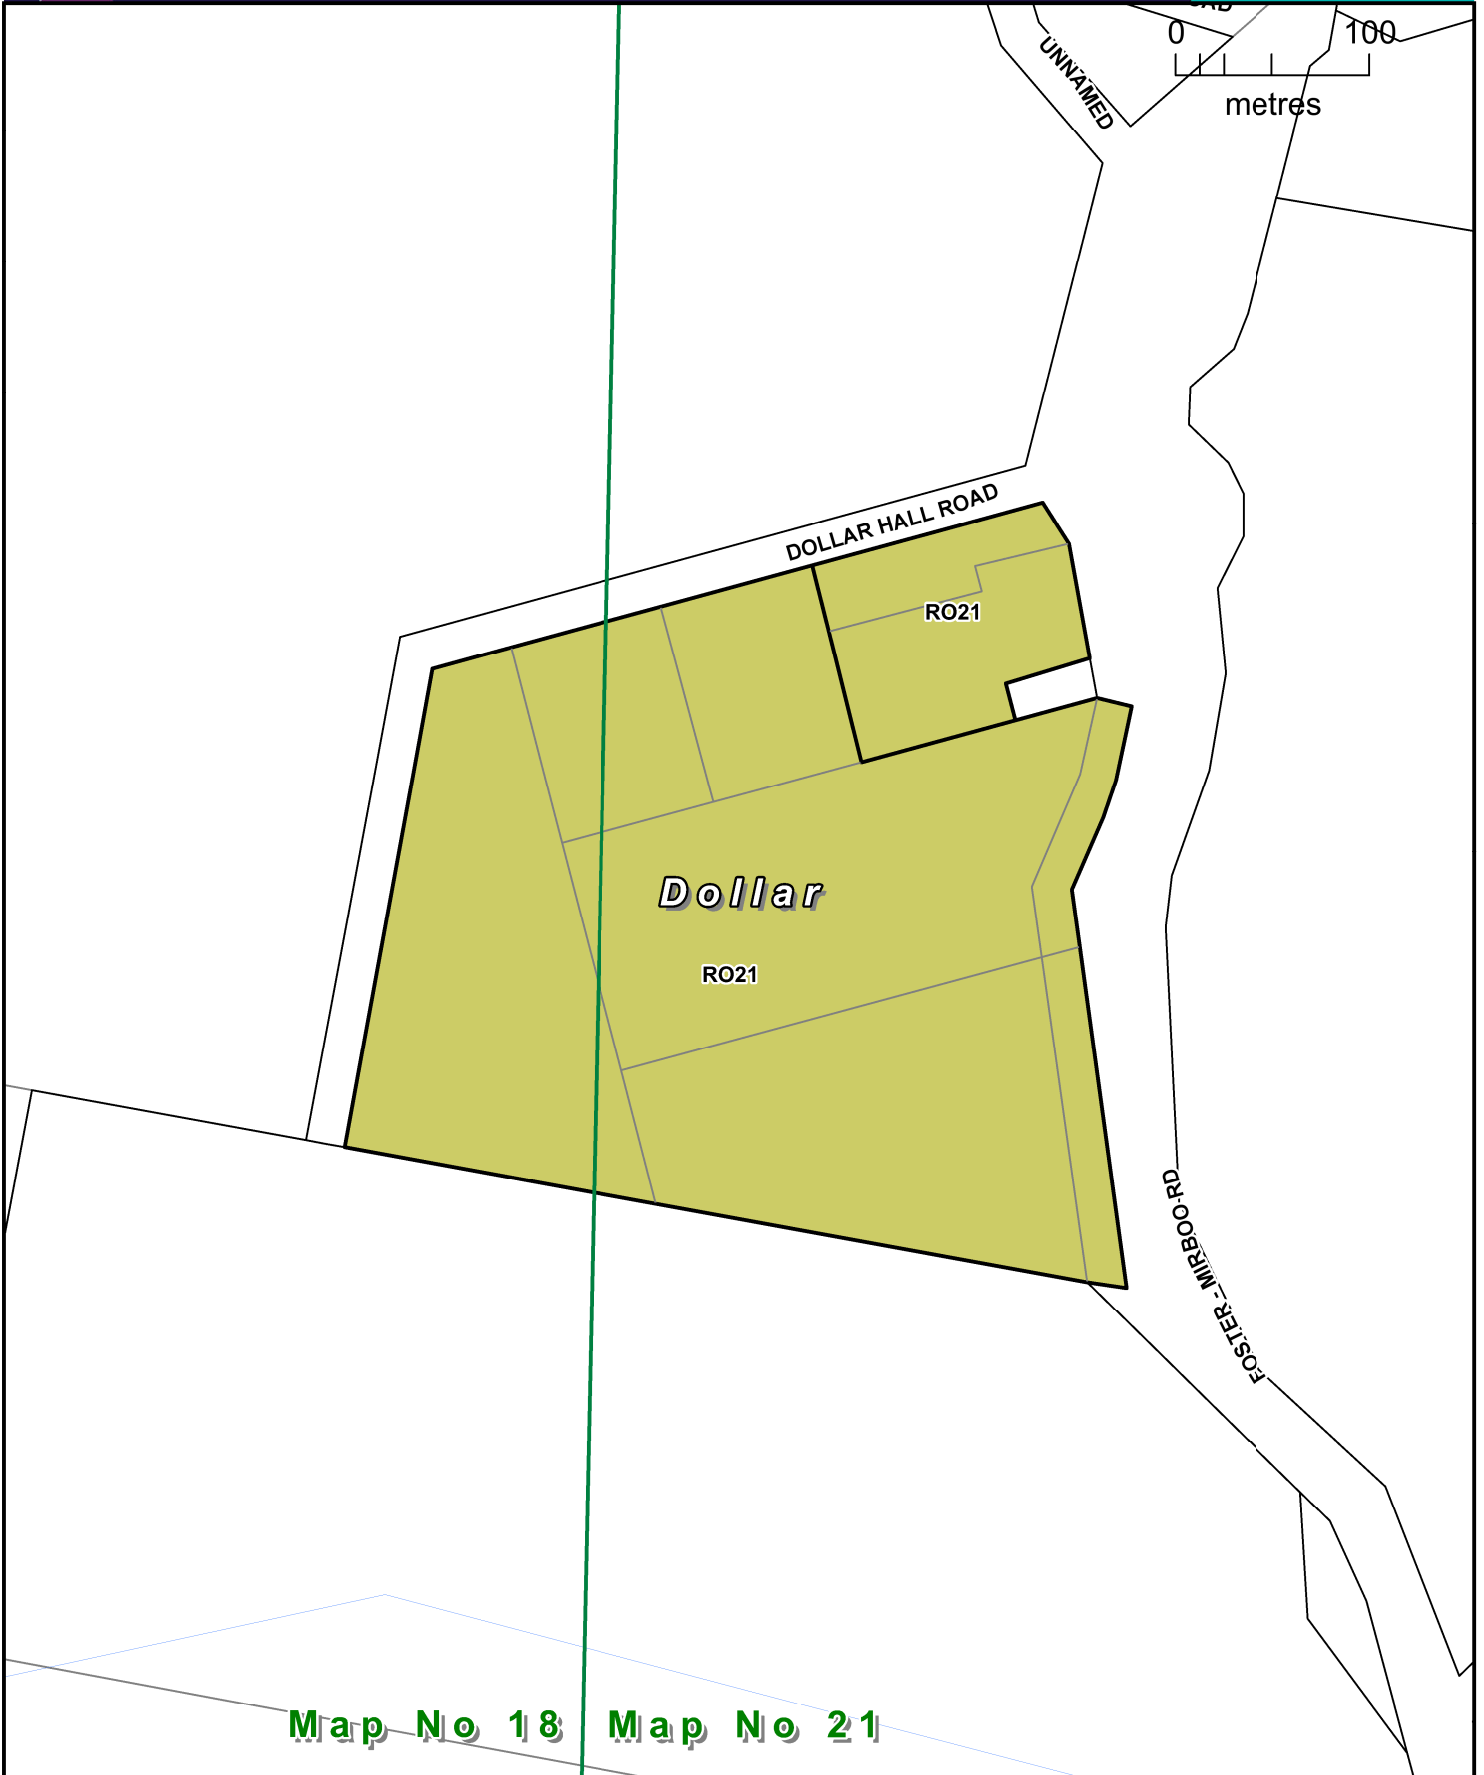 0 100
metres
UNNAMED
DOLLAR HALL ROAD
RO21
Dollar
RO21
FOSTER - MIRBOO RD
Map No 18 Map No 21